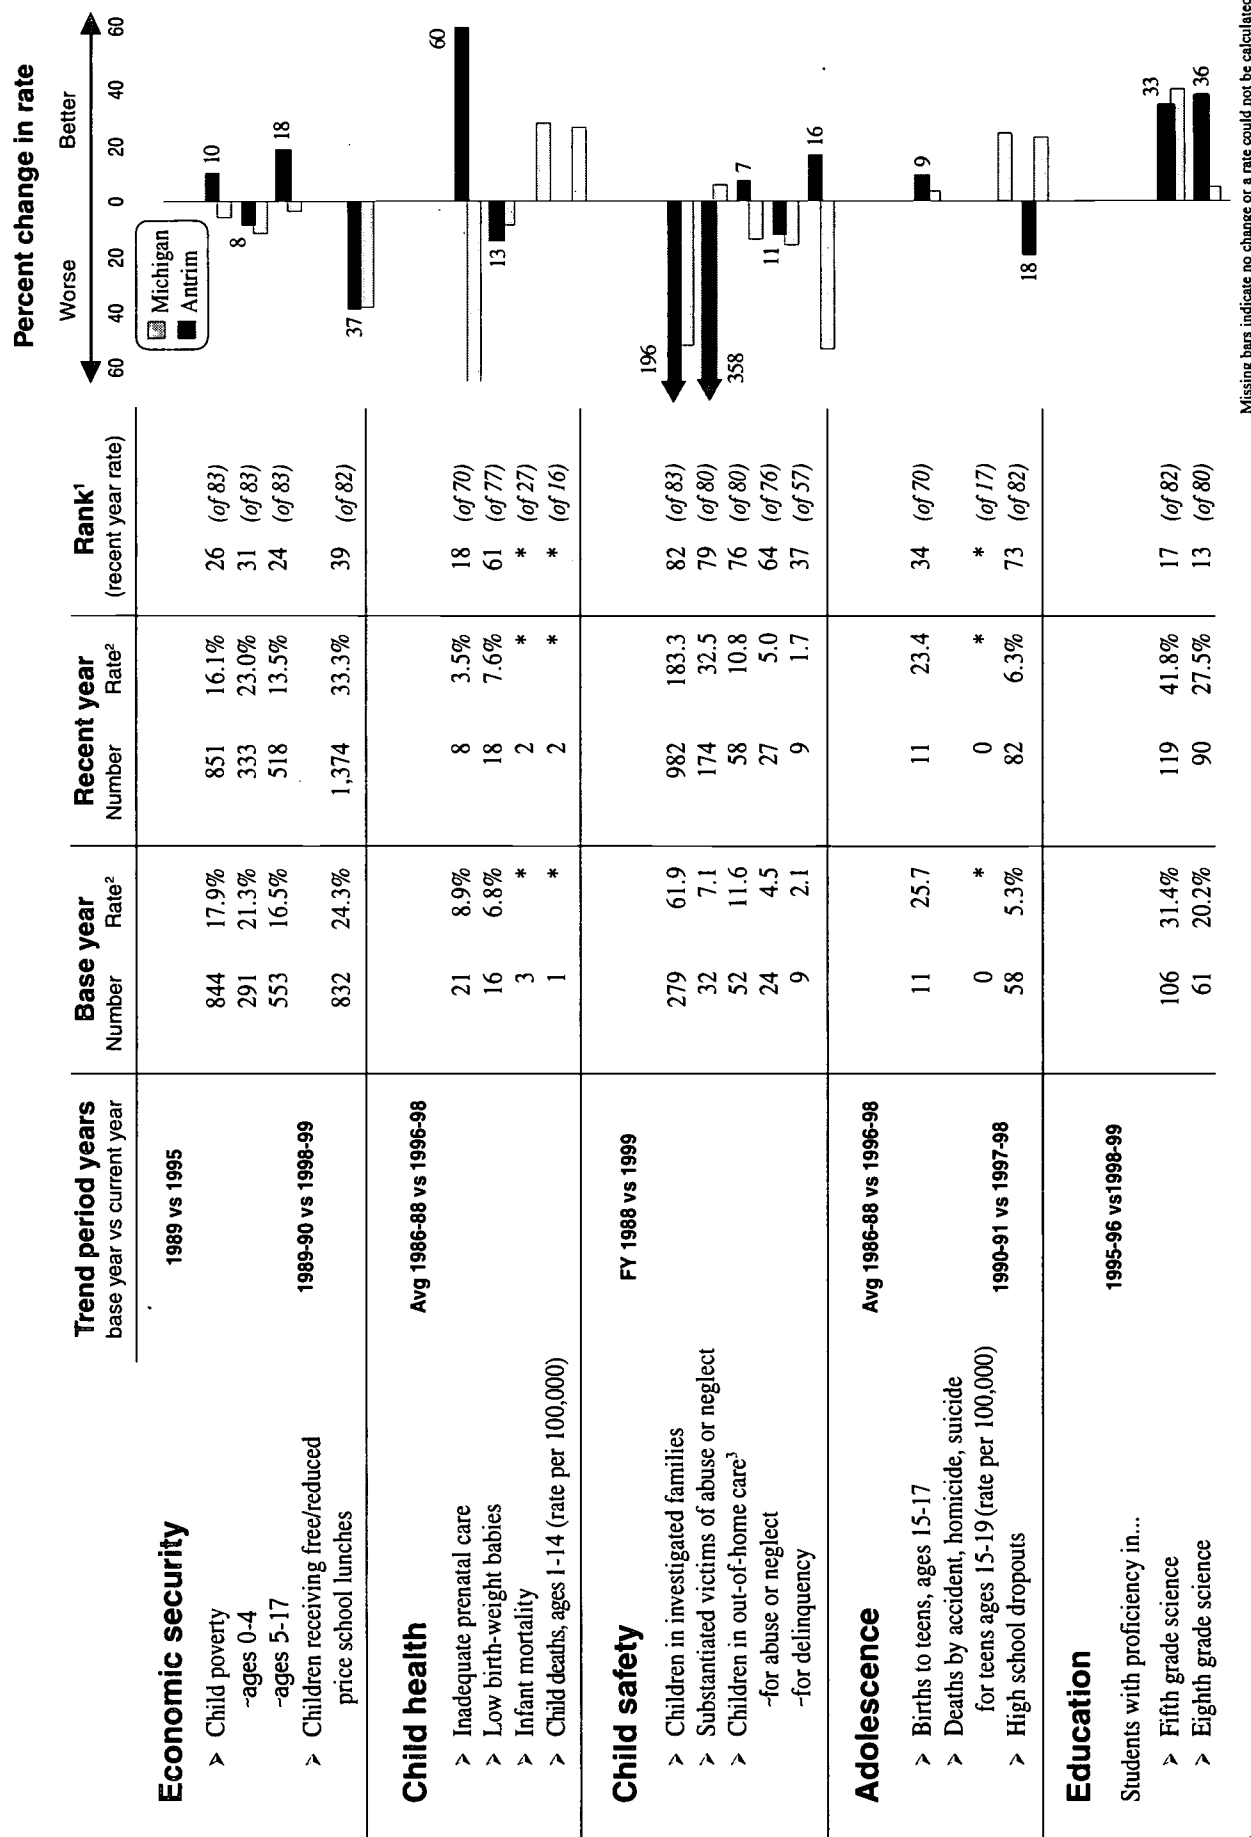 Trend period years Base year Recent year Rank¹ Percent change in rate
base year vs current year Number Rate² Number Rate² (recent year rate) Worse Better
60 40 20 0 20 40 60
Michigan
Antrim
Economic security
1989 vs 1995
➢ Child poverty 844 17.9% 851 16.1% 26 (of 83) 10
~ages 0-4 291 21.3% 333 23.0% 31 (of 83) 8
~ages 5-17 553 16.5% 518 13.5% 24 (of 83) 18
➢ Children receiving free/reduced 1989-90 vs 1998-99
price school lunches 832 24.3% 1,374 33.3% 39 (of 82) 37
Child health
Avg 1986-88 vs 1996-98
➢ Inadequate prenatal care 21 8.9% 8 3.5% 18 (of 70) 60
➢ Low birth-weight babies 16 6.8% 18 7.6% 61 (of 77) 13
➢ Infant mortality 3 * 2 * * (of 27)
➢ Child deaths, ages 1-14 (rate per 100,000) 1 * 2 * * (of 16)
Child safety
FY 1988 vs 1999
➢ Children in investigated families 279 61.9 982 183.3 82 (of 83) 196
➢ Substantiated victims of abuse or neglect 32 7.1 174 32.5 79 (of 80) 358
➢ Children in out-of-home care³ 52 11.6 58 10.8 76 (of 80) 7
~for abuse or neglect 24 4.5 27 5.0 64 (of 76) 11
~for delinquency 9 2.1 9 1.7 37 (of 57) 16
Adolescence
Avg 1986-88 vs 1996-98
➢ Births to teens, ages 15-17 11 25.7 11 23.4 34 (of 70) 9
➢ Deaths by accident, homicide, suicide
for teens ages 15-19 (rate per 100,000) 0 * 0 * * (of 17)
➢ High school dropouts 1990-91 vs 1997-98 58 5.3% 82 6.3% 73 (of 82) 18
Education
1995-96 vs1998-99
Students with proficiency in...
➢ Fifth grade science 106 31.4% 119 41.8% 17 (of 82) 33
➢ Eighth grade science 61 20.2% 90 27.5% 13 (of 80) 36
Missing bars indicate no change or a rate could not be calculated